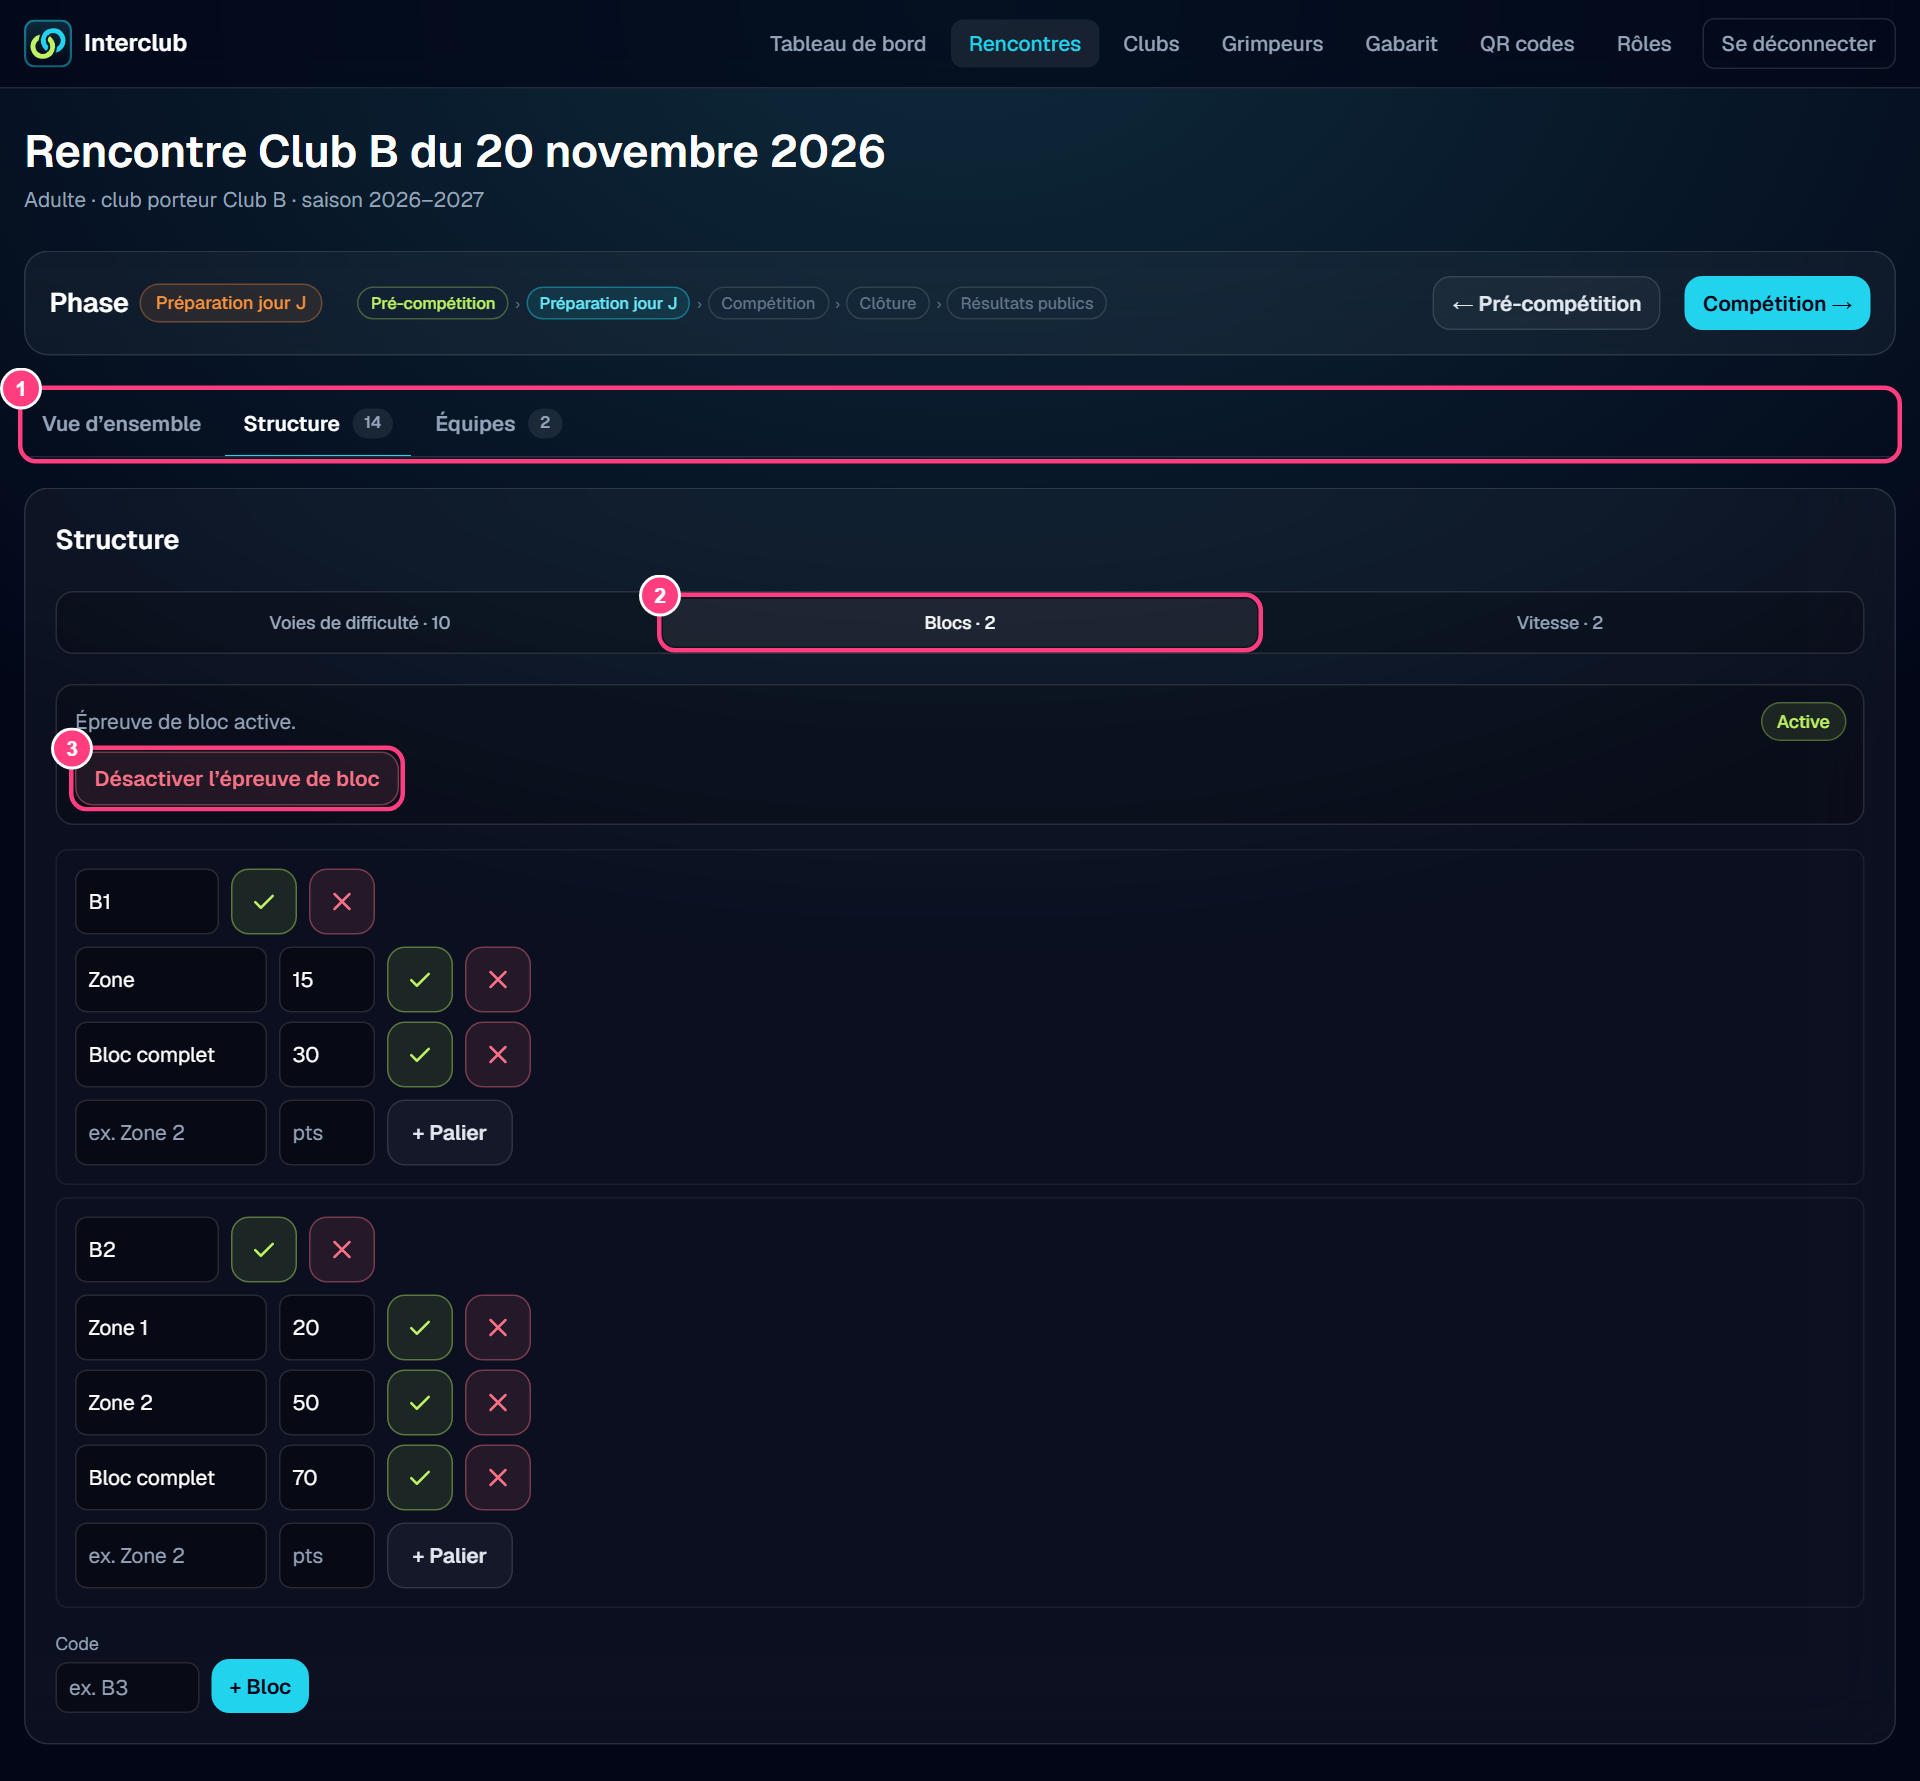 Interclub
Tableau de bord Rencontres Clubs Grimpeurs Gabarit QR codes Rôles Se déconnecter
Rencontre Club B du 20 novembre 2026
Adulte · club porteur Club B · saison 2026–2027
Phase Préparation jour J Pré-compétition › Préparation jour J › Compétition › Clôture › Résultats publics ← Pré-compétition Compétition →
1
Vue d’ensemble Structure 14 Équipes 2
Structure
2
Voies de difficulté · 10 Blocs · 2 Vitesse · 2
Épreuve de bloc active. Active
3
Désactiver l’épreuve de bloc
B1
Zone 15
Bloc complet 30
ex. Zone 2 pts + Palier
B2
Zone 1 20
Zone 2 50
Bloc complet 70
ex. Zone 2 pts + Palier
Code
ex. B3 + Bloc